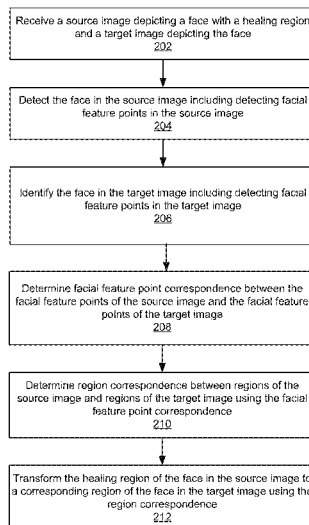 Receive a source image depicting a face with a healing region
and a target image depicting the face
202
Detect the face in the source image including detecting facial
feature points in the source image
204
Identify the face in the target image including detecting facial
feature points in the target image
206
Determine facial feature point correspondence between the
facial feature points of the source image and the facial feature
points of the target image
208
Determine region correspondence between regions of the
source image and regions of the target image using the facial
feature point correspondence
210
Transform the healing region of the face in the source image to
a corresponding region of the face in the target image using the
region correspondence
212